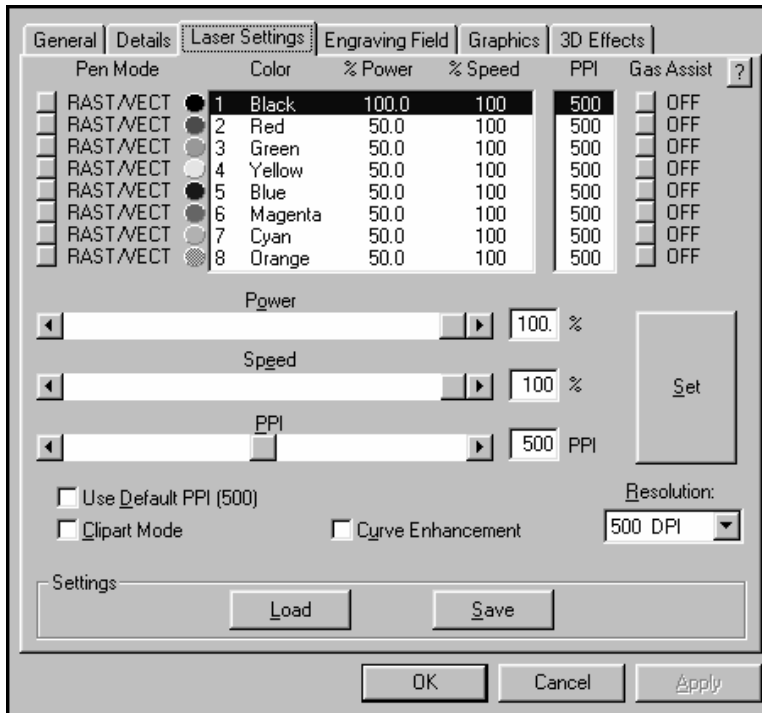 General Details Laser Settings Engraving Field Graphics 3D Effects
Pen Mode Color % Power % Speed PPI Gas Assist ?
RAST/VECT 1 Black 100.0 100 500 OFF
RAST/VECT 2 Red 50.0 100 500 OFF
RAST/VECT 3 Green 50.0 100 500 OFF
RAST/VECT 4 Yellow 50.0 100 500 OFF
RAST/VECT 5 Blue 50.0 100 500 OFF
RAST/VECT 6 Magenta 50.0 100 500 OFF
RAST/VECT 7 Cyan 50.0 100 500 OFF
RAST/VECT 8 Orange 50.0 100 500 OFF
Power
100. %
Speed
100 %
Set
PPI
500 PPI
Use Default PPI (500)
Resolution:
Clipart Mode Curve Enhancement 500 DPI
Settings
Load Save
OK Cancel Apply